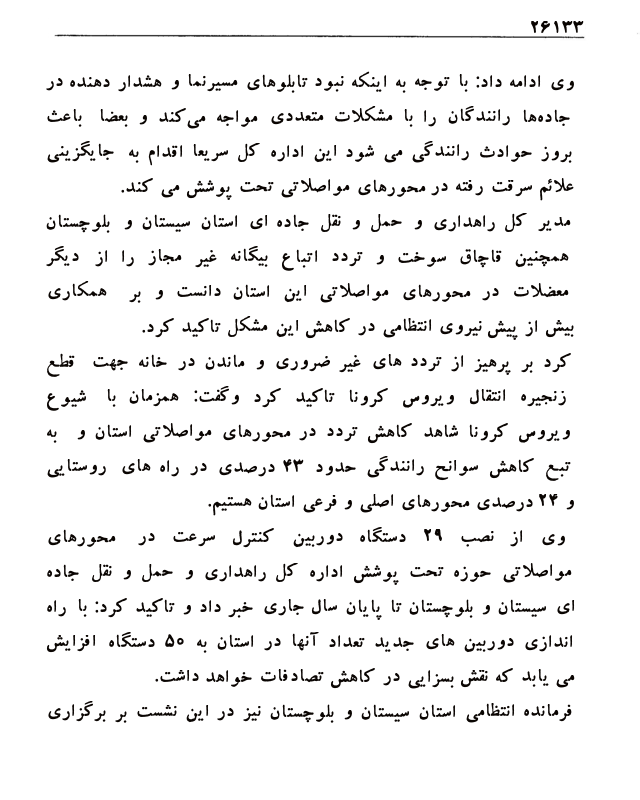 ۲۶۱۳۳
وی ادامه داد: با توجه به اینکه نبود تابلوهای مسیرنما و هشدار دهنده در
جاده‌ها رانندگان را با مشکلات متعددی مواجه می‌کند و بعضا باعث
بروز حوادث رانندگی می شود این اداره کل سریعا اقدام به جایگزینی
علائم سرقت رفته در محورهای مواصلاتی تحت پوشش می کند.
مدیر کل راهداری و حمل و نقل جاده ای استان سیستان و بلوچستان
همچنین قاچاق سوخت و تردد اتباع بیگانه غیر مجاز را از دیگر
معضلات در محورهای مواصلاتی این استان دانست و بر همکاری
بیش از پیش نیروی انتظامی در کاهش این مشکل تاکید کرد.
کرد بر پرهیز از تردد های غیر ضروری و ماندن در خانه جهت قطع
زنجیره انتقال ویروس کرونا تاکید کرد وگفت: همزمان با شیوع
ویروس کرونا شاهد کاهش تردد در محورهای مواصلاتی استان و به
تبع کاهش سوانح رانندگی حدود ۴۳ درصدی در راه های روستایی
و ۲۴ درصدی محورهای اصلی و فرعی استان هستیم.
وی از نصب ۲۹ دستگاه دوربین کنترل سرعت در محورهای
مواصلاتی حوزه تحت پوشش اداره کل راهداری و حمل و نقل جاده
ای سیستان و بلوچستان تا پایان سال جاری خبر داد و تاکید کرد: با راه
اندازی دوربین های جدید تعداد آنها در استان به ۵۰ دستگاه افزایش
می یابد که نقش بسزایی در کاهش تصادفات خواهد داشت.
فرمانده انتظامی استان سیستان و بلوچستان نیز در این نشست بر برگزاری